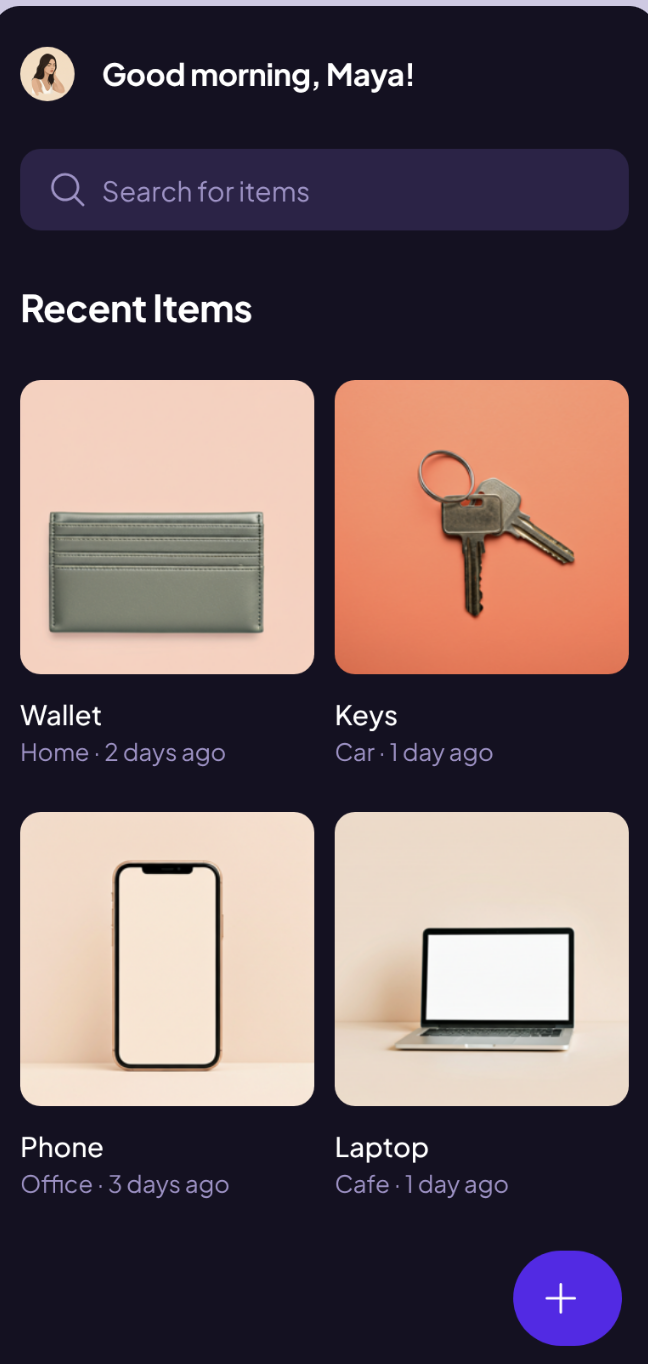 Good morning, Maya!
Search for items
Recent Items
Wallet
Home · 2 days ago
Keys
Car · 1 day ago
Phone
Office · 3 days ago
Laptop
Cafe · 1 day ago